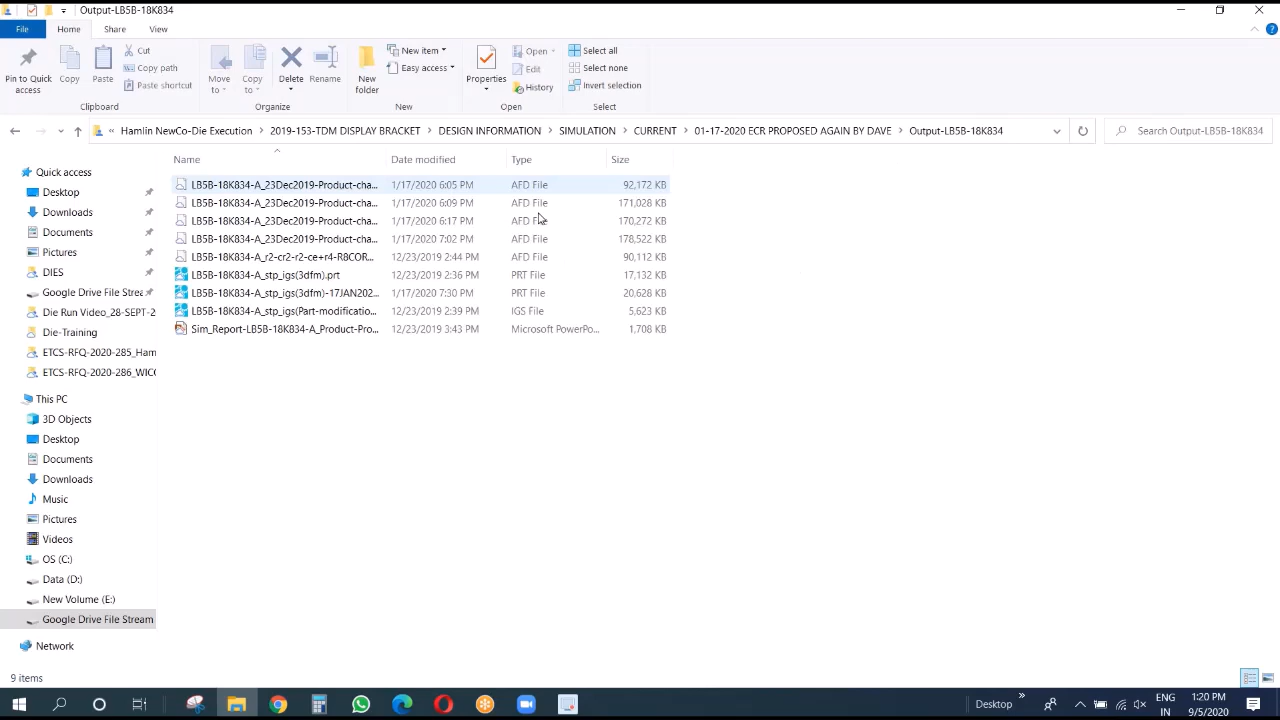 Output-LB5B-18K834
File Home Share View
Pin to Quick access
Copy
Paste
Cut
Copy path
Paste shortcut
Clipboard
Move to
Copy to
Delete
Rename
Organize
New folder
New item
Easy access
New
Properties
Open
Edit
History
Open
Select all
Select none
Invert selection
Select
« Hamlin NewCo-Die Execution > 2019-153-TDM DISPLAY BRACKET > DESIGN INFORMATION > SIMULATION > CURRENT > 01-17-2020 ECR PROPOSED AGAIN BY DAVE > Output-LB5B-18K834
Search Output-LB5B-18K834
Name Date modified Type Size
LB5B-18K834-A_23Dec2019-Product-cha... 1/17/2020 6:05 PM AFD File 92,172 KB
LB5B-18K834-A_23Dec2019-Product-cha... 1/17/2020 6:09 PM AFD File 171,028 KB
LB5B-18K834-A_23Dec2019-Product-cha... 1/17/2020 6:17 PM AFD File 170,272 KB
LB5B-18K834-A_23Dec2019-Product-cha... 1/17/2020 7:02 PM AFD File 178,522 KB
LB5B-18K834-A_r2-cr2-r2-ce+r4-R8COR... 12/23/2019 2:44 PM AFD File 90,112 KB
LB5B-18K834-A_stp_igs(3dfm).prt 12/23/2019 2:36 PM PRT File 17,132 KB
LB5B-18K834-A_stp_igs(3dfm)-17JAN202... 1/17/2020 7:30 PM PRT File 20,628 KB
LB5B-18K834-A_stp_igs(Part-modificatio... 12/23/2019 2:39 PM IGS File 5,623 KB
Sim_Report-LB5B-18K834-A_Product-Pro... 12/23/2019 3:43 PM Microsoft PowerPo... 1,708 KB
Quick access
Desktop
Downloads
Documents
Pictures
DIES
Google Drive File Strea
Die Run Video_28-SEPT-2
Die-Training
ETCS-RFQ-2020-285_Ham
ETCS-RFQ-2020-286_WIC
This PC
3D Objects
Desktop
Documents
Downloads
Music
Pictures
Videos
OS (C:)
Data (D:)
New Volume (E:)
Google Drive File Stream
Network
9 items
Desktop
ENG
IN
1:20 PM
9/5/2020